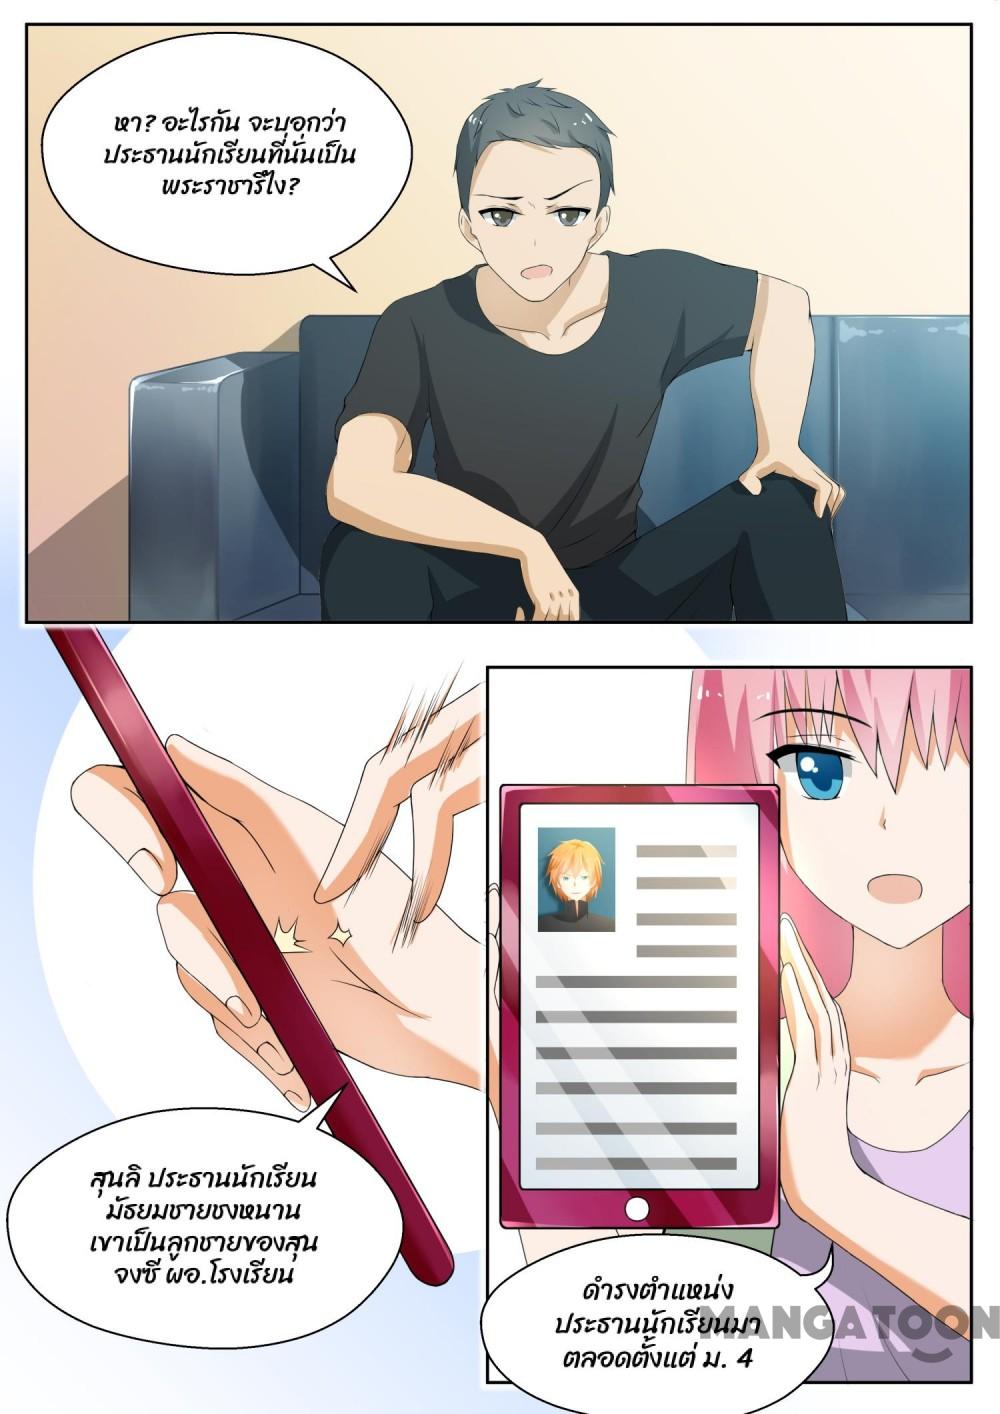 หา? อะไรกัน จะบอกว่า
ประธานนักเรียนที่นั่นเป็น
พระราชารึไง?
สุนลิ ประธานนักเรียน
มัธยมชายชงหนาน
เขาเป็นลูกชายของสุน
จงซี ผอ.โรงเรียน
ดำรงตำแหน่ง
ประธานนักเรียนมา
ตลอดตั้งแต่ ม. 4
MANGATOON